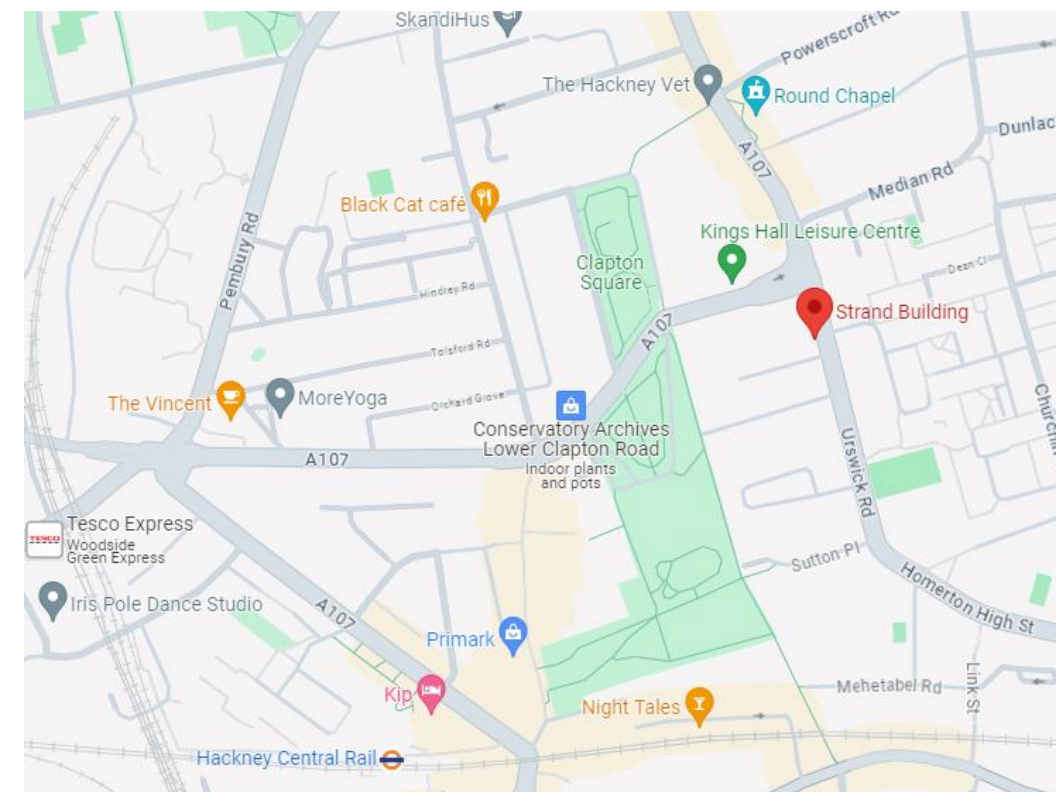 SkandiHus
Powerscroft Rd
The Hackney Vet
Round Chapel
Dunlac
A107
Median Rd
Black Cat café
Kings Hall Leisure Centre
Pembury Rd
Clapton
Square
Dean Cl
Hindrey Rd
Strand Building
A107
Tolsford Rd
The Vincent
MoreYoga
Orchard Grove
Conservatory Archives
Lower Clapton Road
Indoor plants
and pots
A107
Urswick Rd
TESCO
Tesco Express
Woodside
Green Express
Sutton Pl
Homerton High St
Iris Pole Dance Studio
A107
Primark
Link St
Mehetabel Rd
Kip
Night Tales
Hackney Central Rail